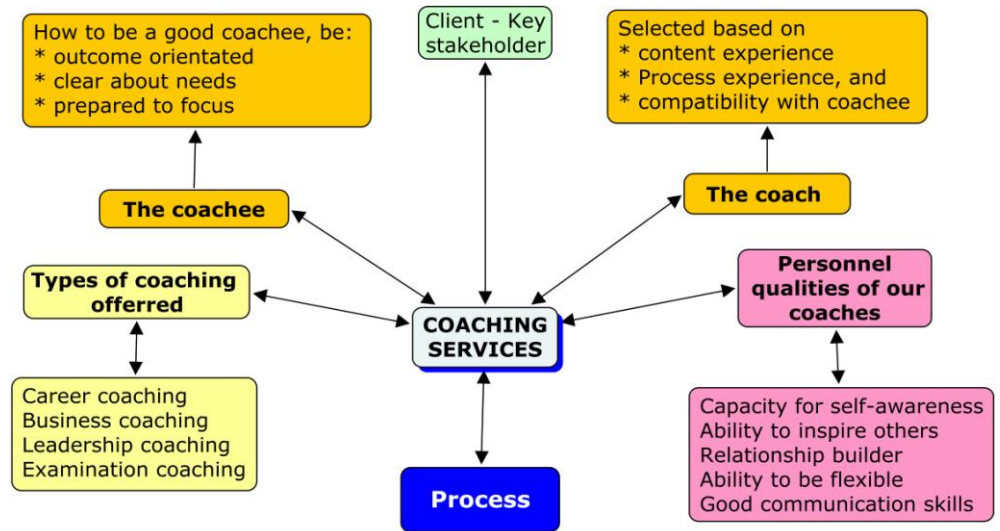 How to be a good coachee, be:
* outcome orientated
* clear about needs
* prepared to focus
Client - Key
stakeholder
Selected based on
* content experience
* Process experience, and
* compatibility with coachee
The coachee
The coach
Types of coaching
offerred
Personnel
qualities of our
coaches
COACHING
SERVICES
Career coaching
Business coaching
Leadership coaching
Examination coaching
Capacity for self-awareness
Ability to inspire others
Relationship builder
Ability to be flexible
Good communication skills
Process